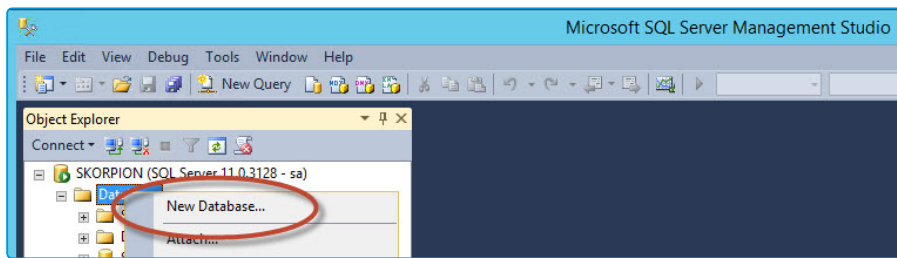 Microsoft SQL Server Management Studio
File Edit View Debug Tools Window Help
New Query
Object Explorer
Connect
SKORPION (SQL Server 11.0.3128 - sa)
New Database...
Attach...